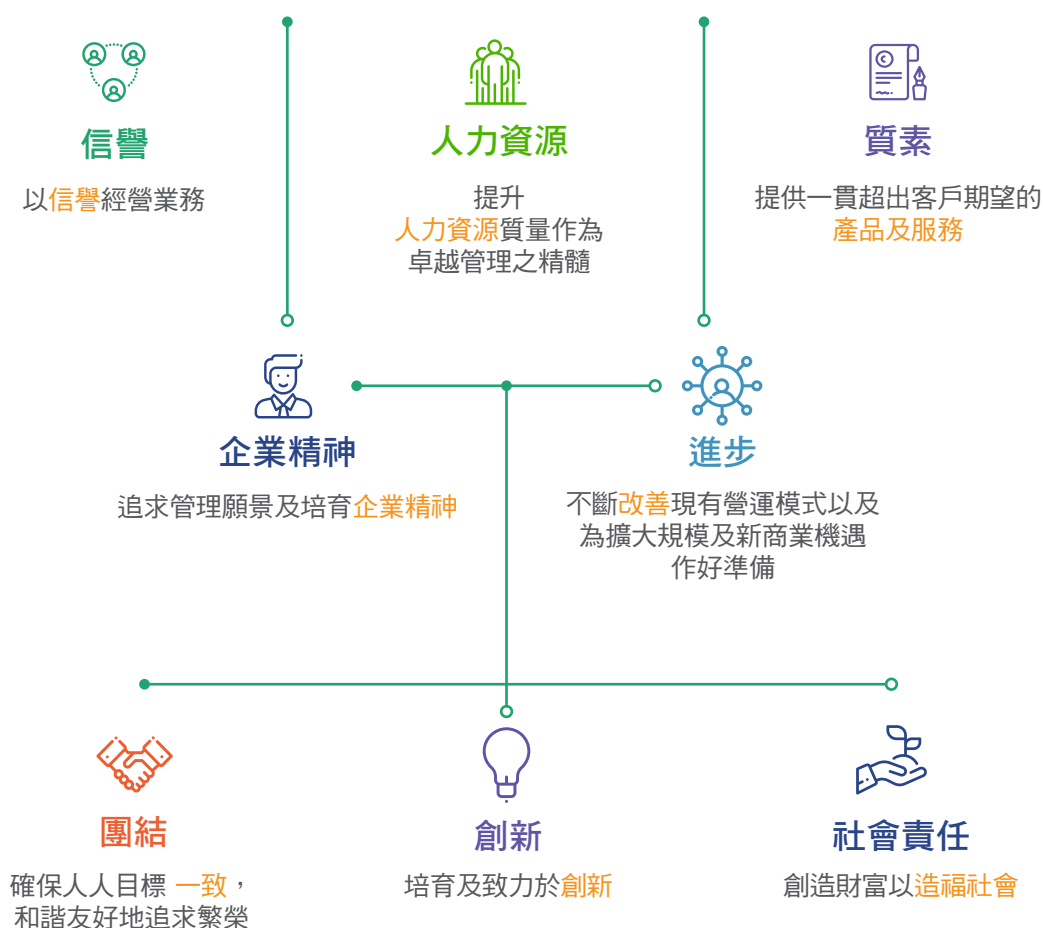 信譽
以信譽經營業務
人力資源
提升
人力資源質量作為
卓越管理之精髓
質素
提供一貫超出客戶期望的
產品及服務
企業精神
追求管理願景及培育企業精神
進步
不斷改善現有營運模式以及
為擴大規模及新商業機遇
作好準備
團結
確保人人目標 一致，
和諧友好地追求繁榮
創新
培育及致力於創新
社會責任
創造財富以造福社會